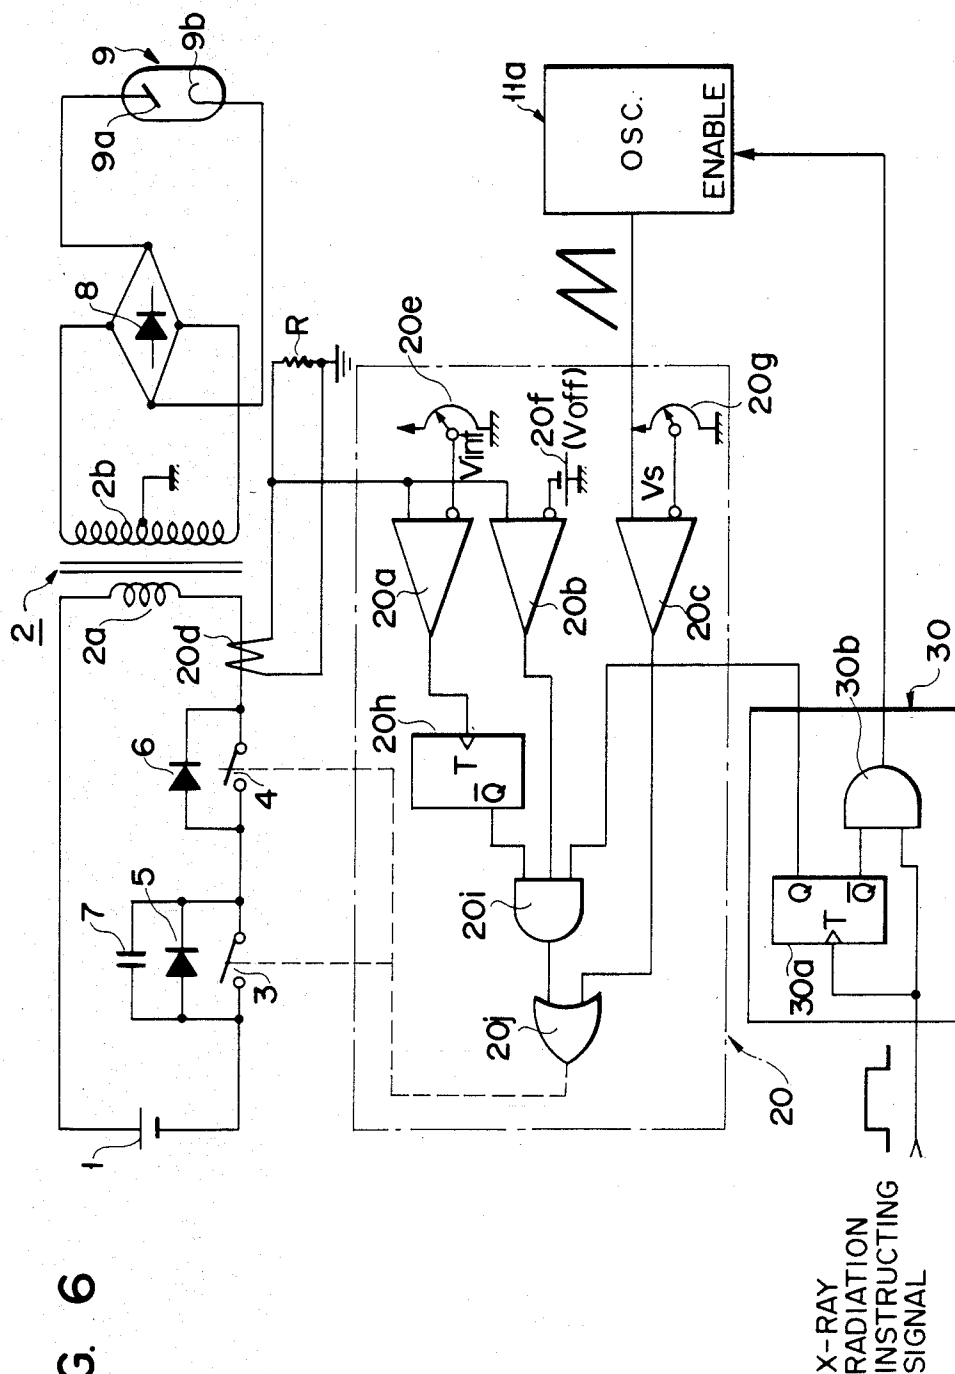 G. 6
1
2
2a
2b
3
4
5
6
7
8
9
9a
9b
R
20d
20a
20b
20c
20e
Vint
20f
(Voff)
20g
Vs
20h
T
Q̅
20i
20j
20
11a
OSC.
ENABLE
30
30a
T
Q
Q̅
30b
X-RAY
RADIATION
INSTRUCTING
SIGNAL